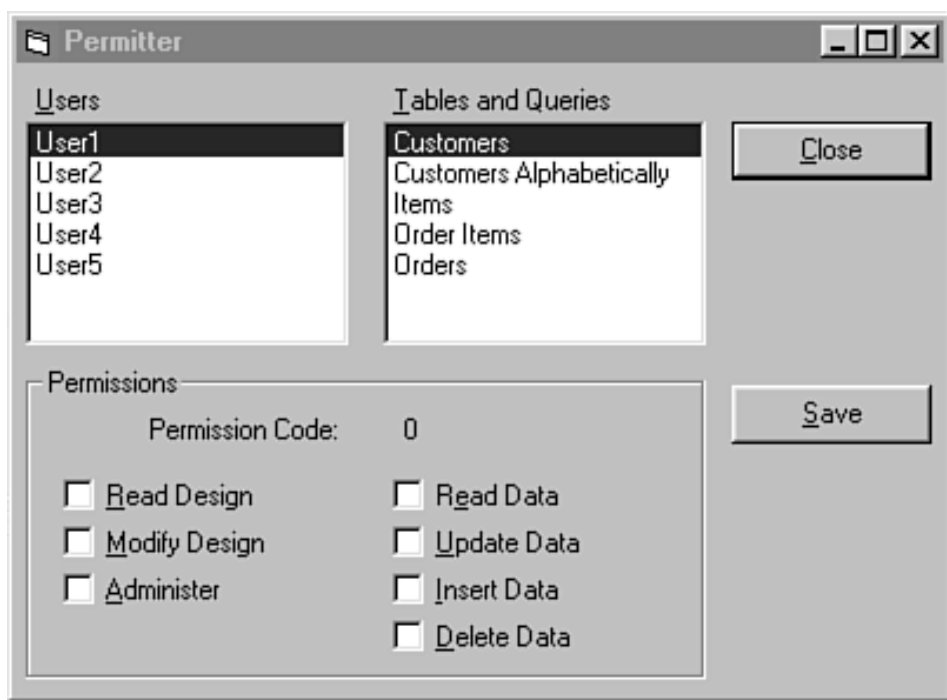 Permitter
Users
User1
User2
User3
User4
User5
Tables and Queries
Customers
Customers Alphabetically
Items
Order Items
Orders
Close
Permissions
Permission Code: 0
Read Design
Modify Design
Administer
Read Data
Update Data
Insert Data
Delete Data
Save